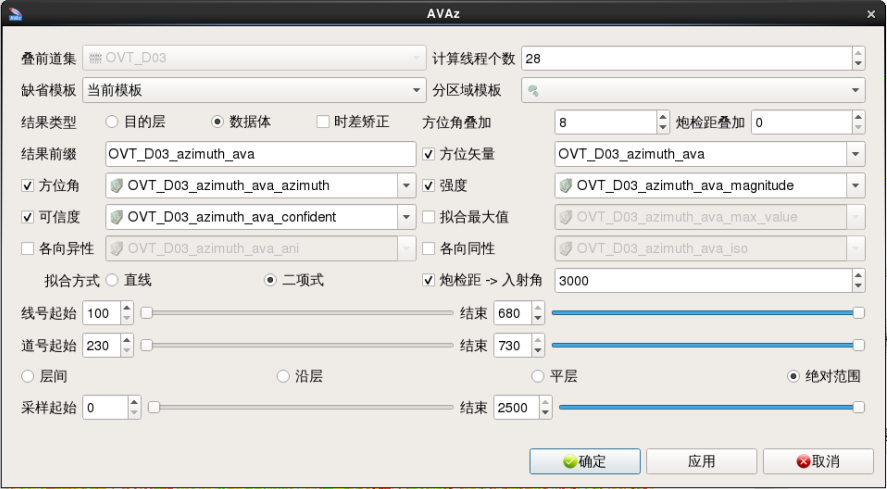 AVAz
叠前道集 OVT_D03 计算线程个数 28
缺省模板 当前模板 分区域模板
结果类型 目的层 数据体 时差矫正 方位角叠加 8 炮检距叠加 0
结果前缀 OVT_D03_azimuth_ava 方位矢量 OVT_D03_azimuth_ava
方位角 OVT_D03_azimuth_ava_azimuth 强度 OVT_D03_azimuth_ava_magnitude
可信度 OVT_D03_azimuth_ava_confident 拟合最大值 OVT_D03_azimuth_ava_max_value
各向异性 OVT_D03_azimuth_ava_ani 各向同性 OVT_D03_azimuth_ava_iso
拟合方式 直线 二项式 炮检距 -> 入射角 3000
线号起始 100 结束 680
道号起始 230 结束 730
层间 沿层 平层 绝对范围
采样起始 0 结束 2500
确定 应用 取消